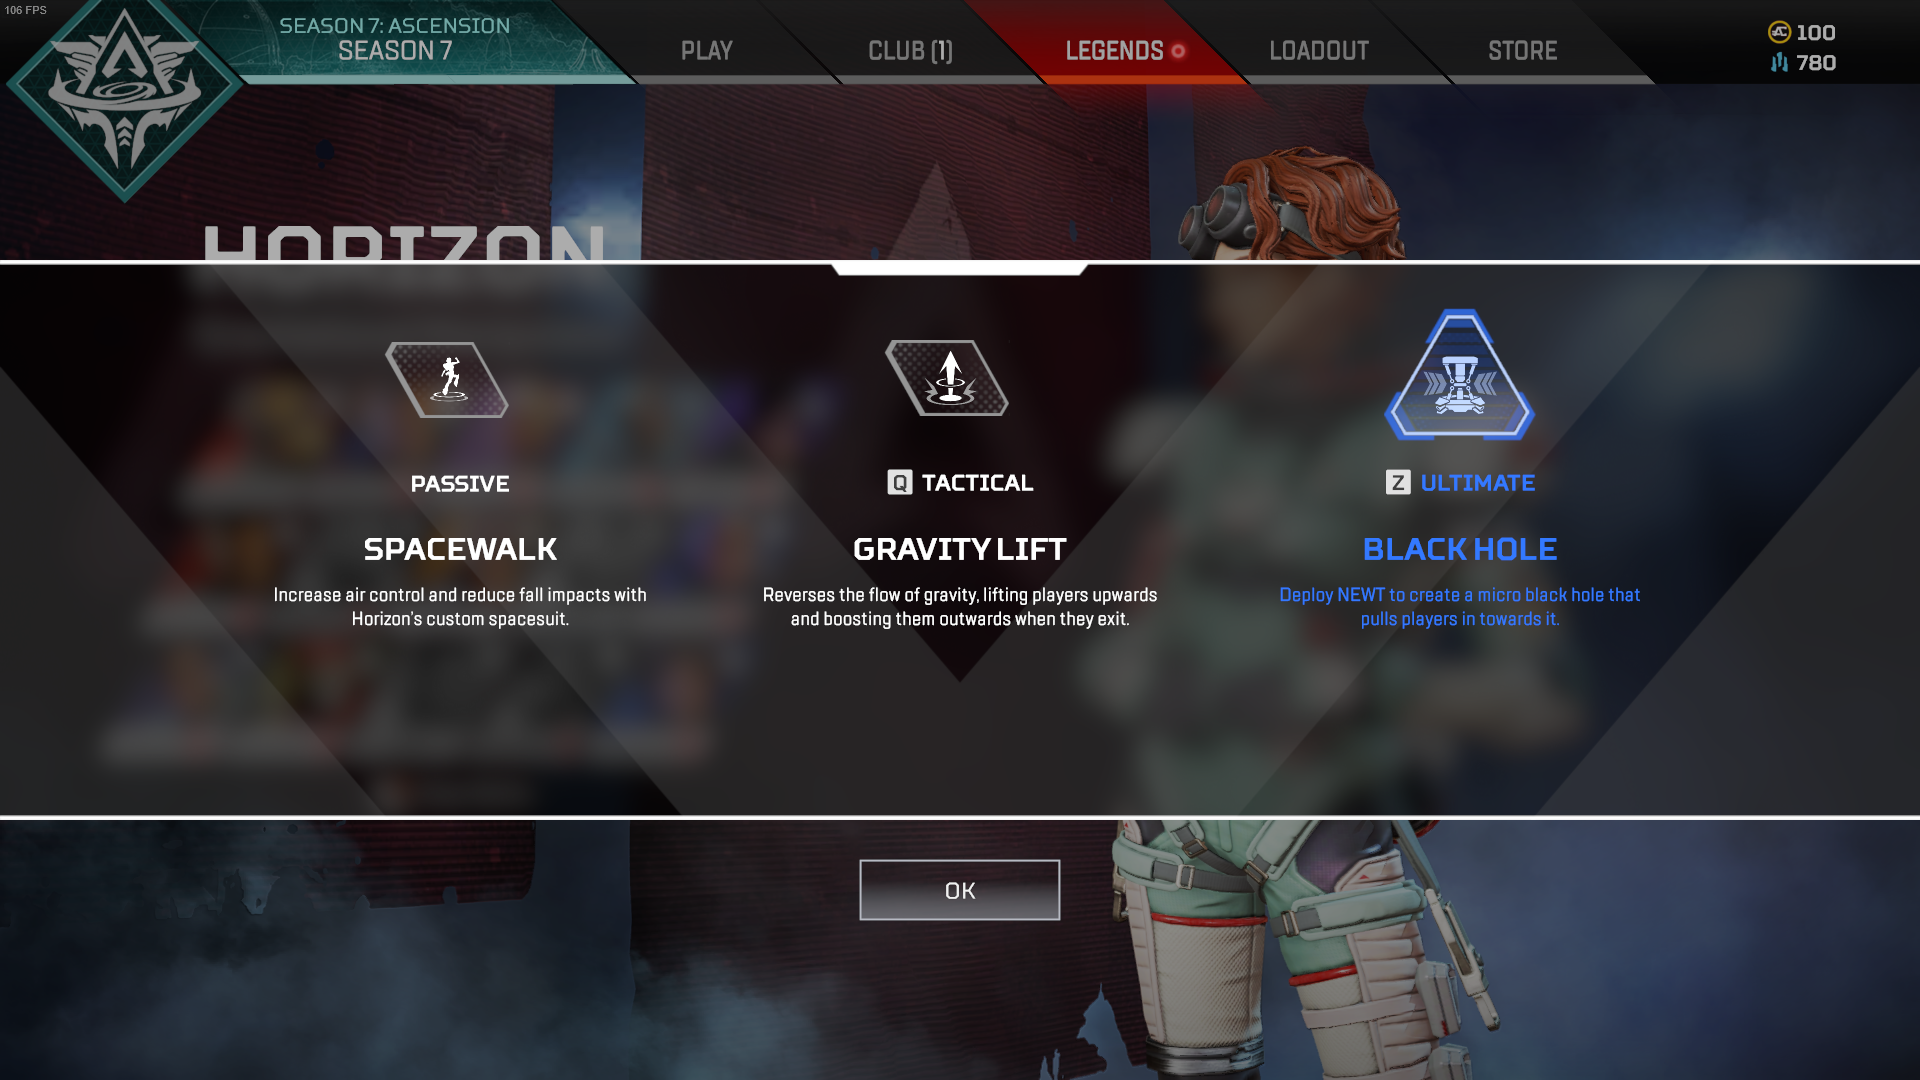 106 FPS
SEASON 7: ASCENSION
SEASON 7
PLAY
CLUB (1)
LEGENDS
LOADOUT
STORE
100
780
HORIZON
PASSIVE
SPACEWALK
Increase air control and reduce fall impacts with
Horizon's custom spacesuit.
Q TACTICAL
GRAVITY LIFT
Reverses the flow of gravity, lifting players upwards
and boosting them outwards when they exit.
Z ULTIMATE
BLACK HOLE
Deploy NEWT to create a micro black hole that
pulls players in towards it.
OK